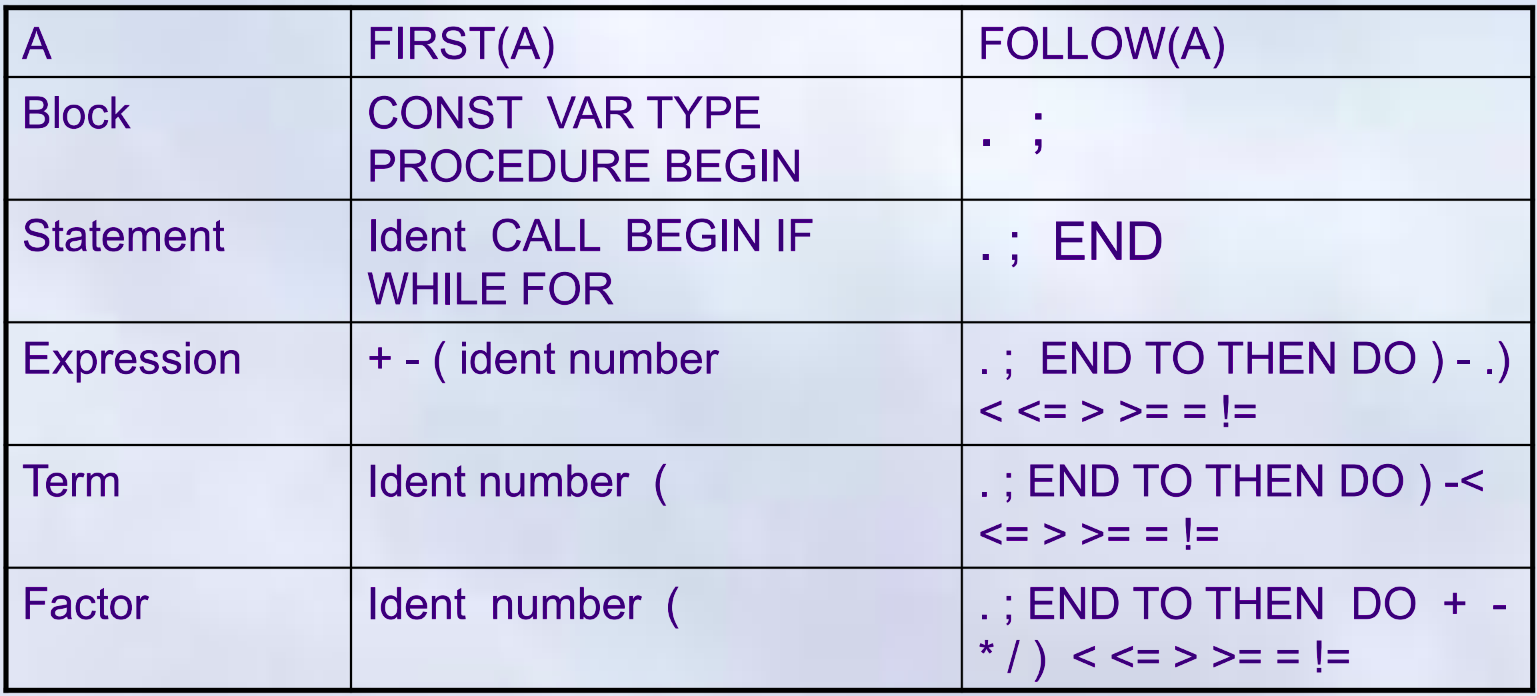 A FIRST(A) FOLLOW(A)
Block
CONST VAR TYPE
PROCEDURE BEGIN
. ;
Statement
Ident CALL BEGIN IF
WHILE FOR
. ; END
Expression
+ - ( ident number
. ; END TO THEN DO ) - .)
< <= > >= = !=
Term
Ident number (
. ; END TO THEN DO ) -<
<= > >= = !=
Factor
Ident number (
. ; END TO THEN DO + -
* / ) < <= > >= = !=